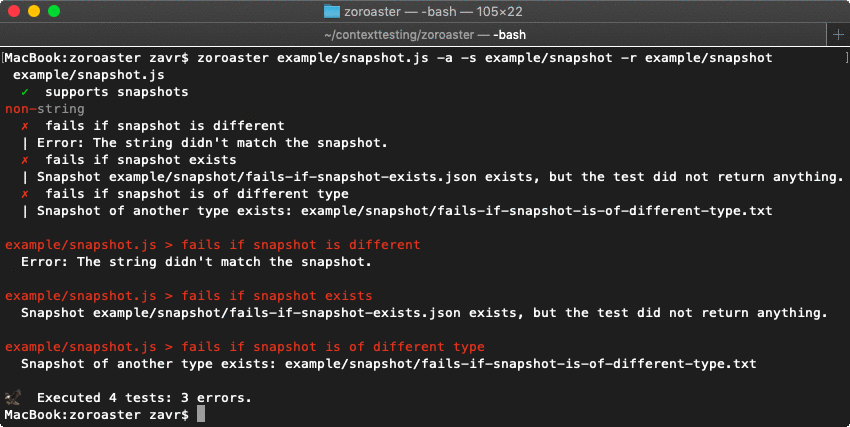 zoroaster — -bash — 105×22
~/contexttesting/zoroaster — -bash
[MacBook:zoroaster zavr$ zoroaster example/snapshot.js -a -s example/snapshot -r example/snapshot ]
example/snapshot.js
✓ supports snapshots
non-string
✗ fails if snapshot is different
| Error: The string didn't match the snapshot.
✗ fails if snapshot exists
| Snapshot example/snapshot/fails-if-snapshot-exists.json exists, but the test did not return anything.
✗ fails if snapshot is of different type
| Snapshot of another type exists: example/snapshot/fails-if-snapshot-is-of-different-type.txt
example/snapshot.js > fails if snapshot is different
Error: The string didn't match the snapshot.
example/snapshot.js > fails if snapshot exists
Snapshot example/snapshot/fails-if-snapshot-exists.json exists, but the test did not return anything.
example/snapshot.js > fails if snapshot is of different type
Snapshot of another type exists: example/snapshot/fails-if-snapshot-is-of-different-type.txt
Executed 4 tests: 3 errors.
MacBook:zoroaster zavr$